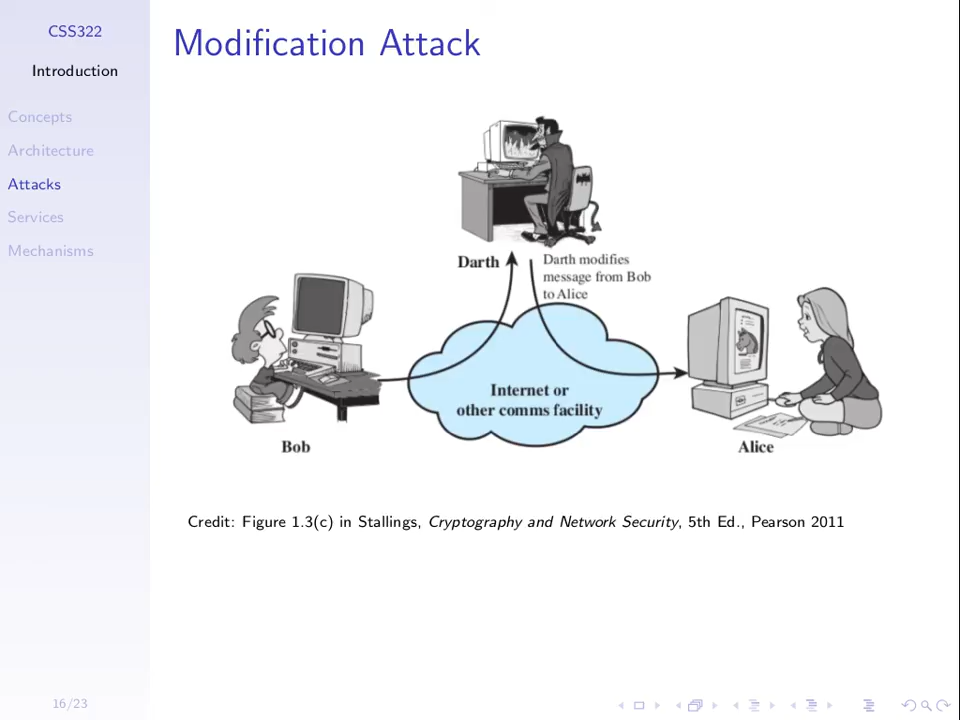 CSS322
Introduction
Concepts
Architecture
Attacks
Services
Mechanisms
Modification Attack
Darth
Darth modifies
message from Bob
to Alice
Internet or
other comms facility
Bob
Alice
Credit: Figure 1.3(c) in Stallings, Cryptography and Network Security, 5th Ed., Pearson 2011
16/23